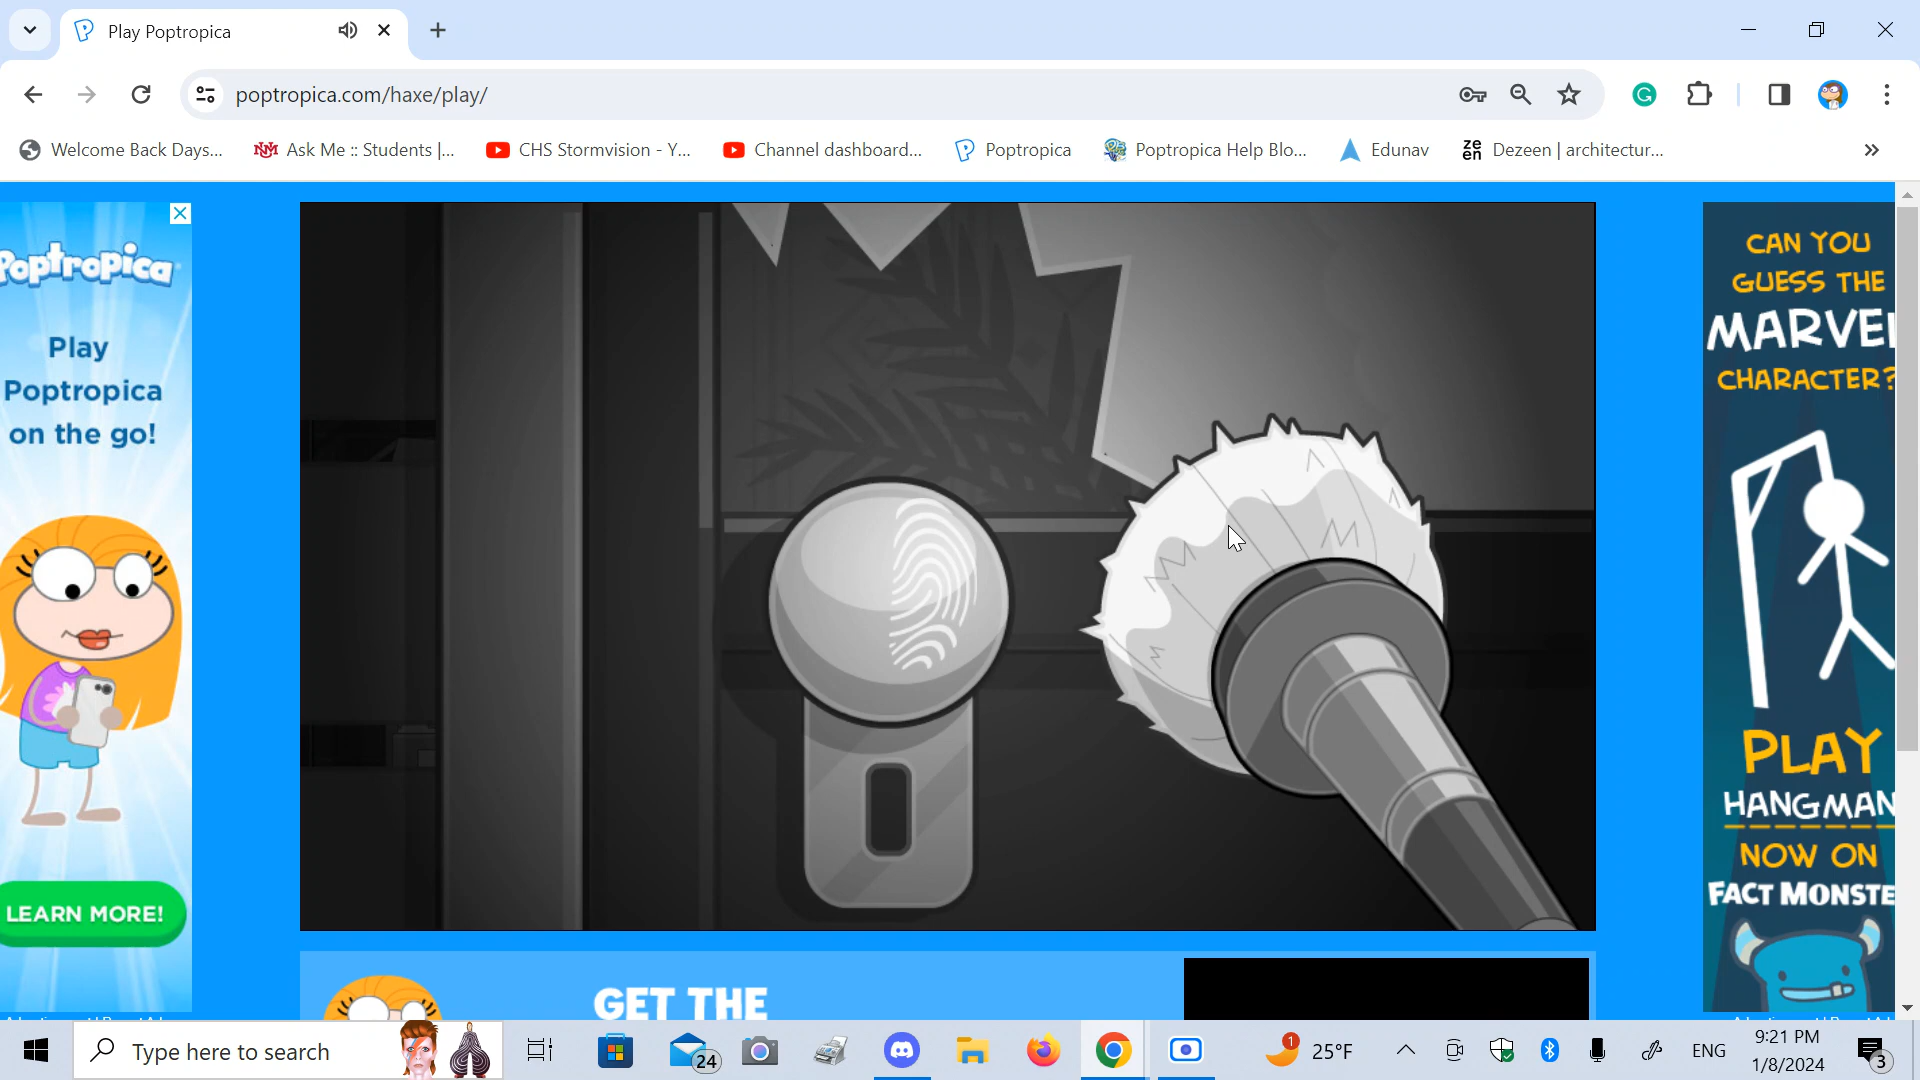 Play Poptropica
poptropica.com/haxe/play/
Welcome Back Days...
Ask Me :: Students |...
CHS Stormvision - Y...
Channel dashboard...
Poptropica
Poptropica Help Blo...
Edunav
Dezeen | architectur...
Poptropica
Play
Poptropica
on the go!
LEARN MORE!
CAN YOU
GUESS THE
MARVEL
CHARACTER?
PLAY
HANGMAN
NOW ON
FACT MONSTE
GET THE
Type here to search
24
1
25°F
ENG
9:21 PM
1/8/2024
3